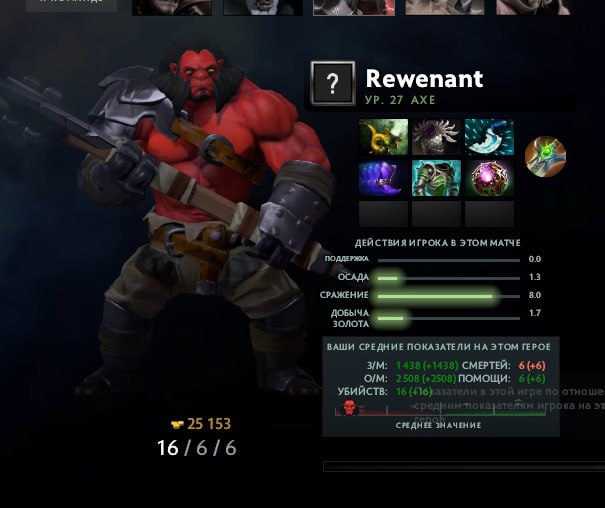 ?
Rewenant
УР. 27 AXE
ДЕЙСТВИЯ ИГРОКА В ЭТОМ МАТЧЕ
ПОДДЕРЖКА 0.0
ОСАДА 1.3
СРАЖЕНИЕ 8.0
ДОБЫЧА ЗОЛОТА 1.7
ВАШИ СРЕДНИЕ ПОКАЗАТЕЛИ НА ЭТОМ ГЕРОЕ
З/М: 1 438 (+1438) СМЕРТЕЙ: 6 (+6)
О/М: 2 508 (+2508) ПОМОЩИ: 6 (+6)
УБИЙСТВ: 16 (+16)
показатели в этой игре по отноше
средним показателям игрока на эт
герое
СРЕДНЕЕ ЗНАЧЕНИЕ
25 153
16 / 6 / 6